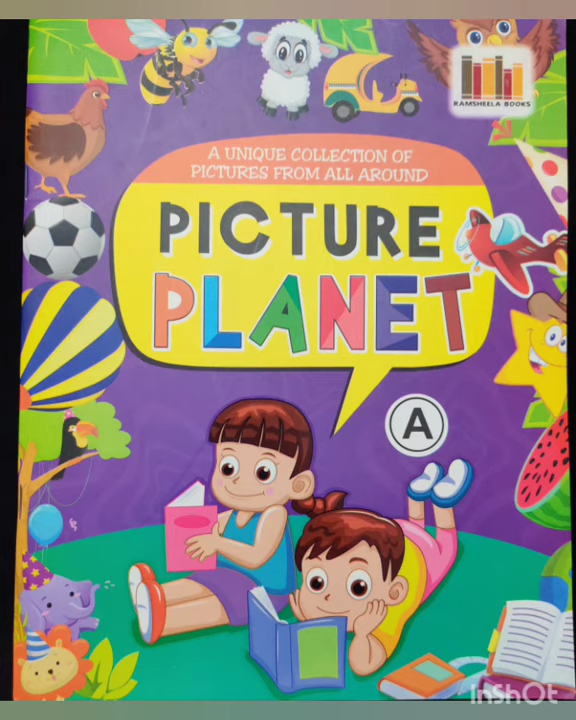 RAMSHEELA BOOKS
A UNIQUE COLLECTION OF
PICTURES FROM ALL AROUND
PICTURE
PLANET
A
InShOt